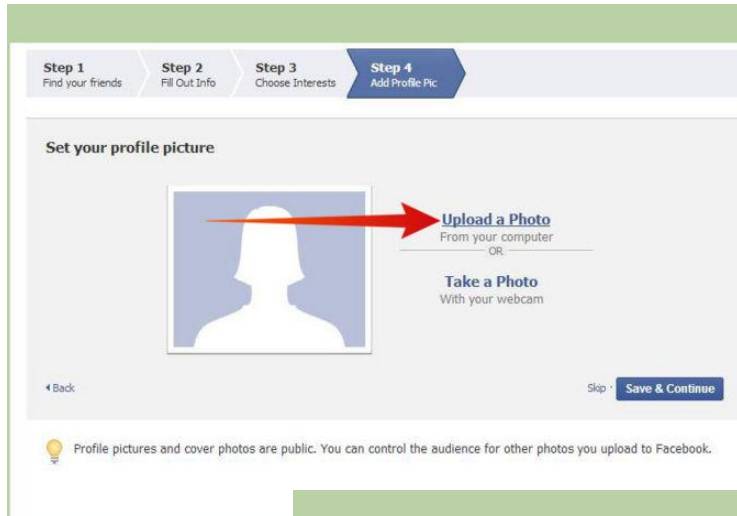 Step 1 Step 2 Step 3 Step 4
Find your friends Fill Out Info Choose Interests Add Profile Pic
Set your profile picture
Upload a Photo
From your computer
OR
Take a Photo
With your webcam
Back Skip · Save & Continue
Profile pictures and cover photos are public. You can control the audience for other photos you upload to Facebook.